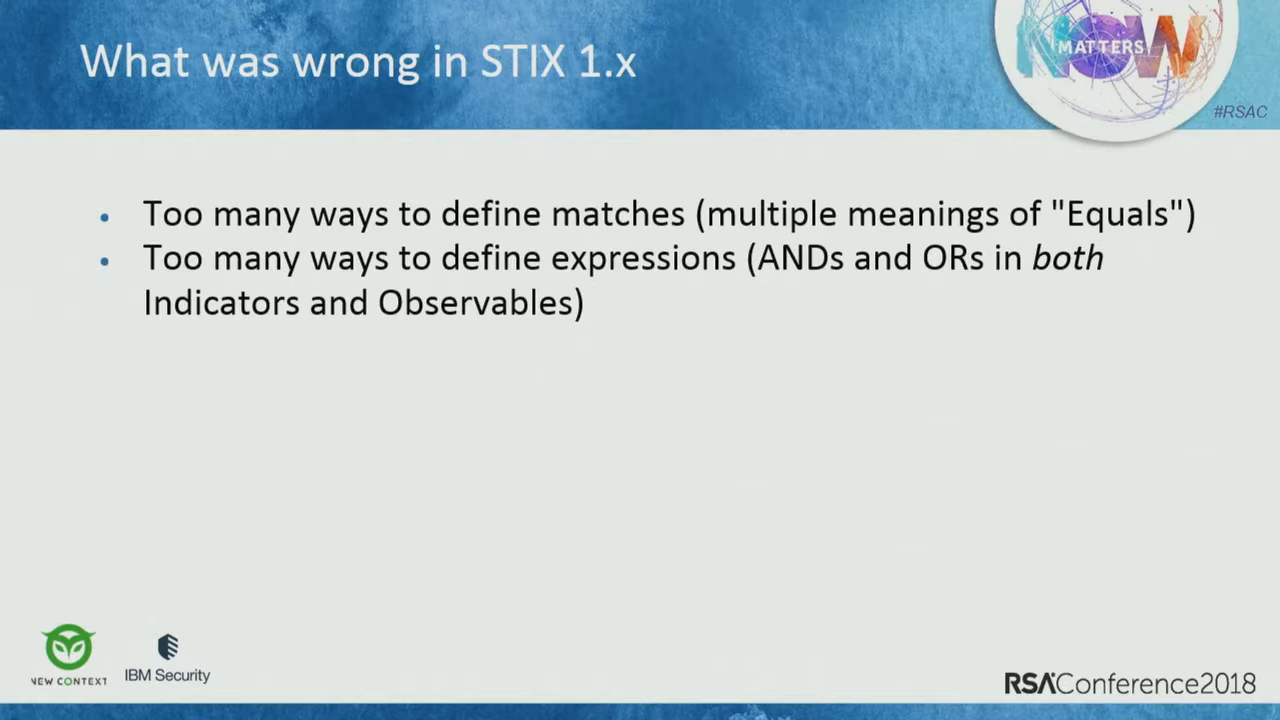 What was wrong in STIX 1.x
NOW
MATTERS
#RSAC
• Too many ways to define matches (multiple meanings of "Equals")
• Too many ways to define expressions (ANDs and ORs in both
Indicators and Observables)
NEW CONTEXT
IBM Security
RSAConference2018